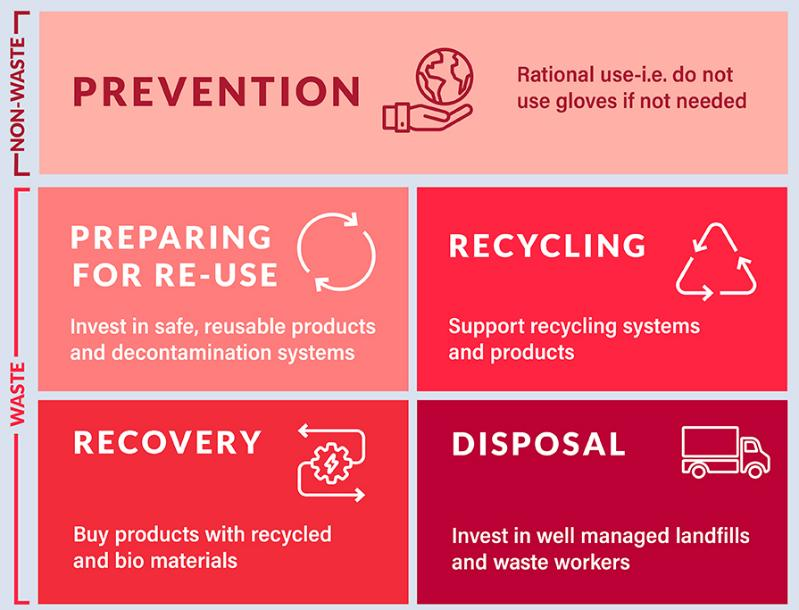 NON-WASTE
PREVENTION
Rational use-i.e. do not
use gloves if not needed
WASTE
PREPARING
FOR RE-USE
Invest in safe, reusable products
and decontamination systems
RECYCLING
Support recycling systems
and products
RECOVERY
Buy products with recycled
and bio materials
DISPOSAL
Invest in well managed landfills
and waste workers